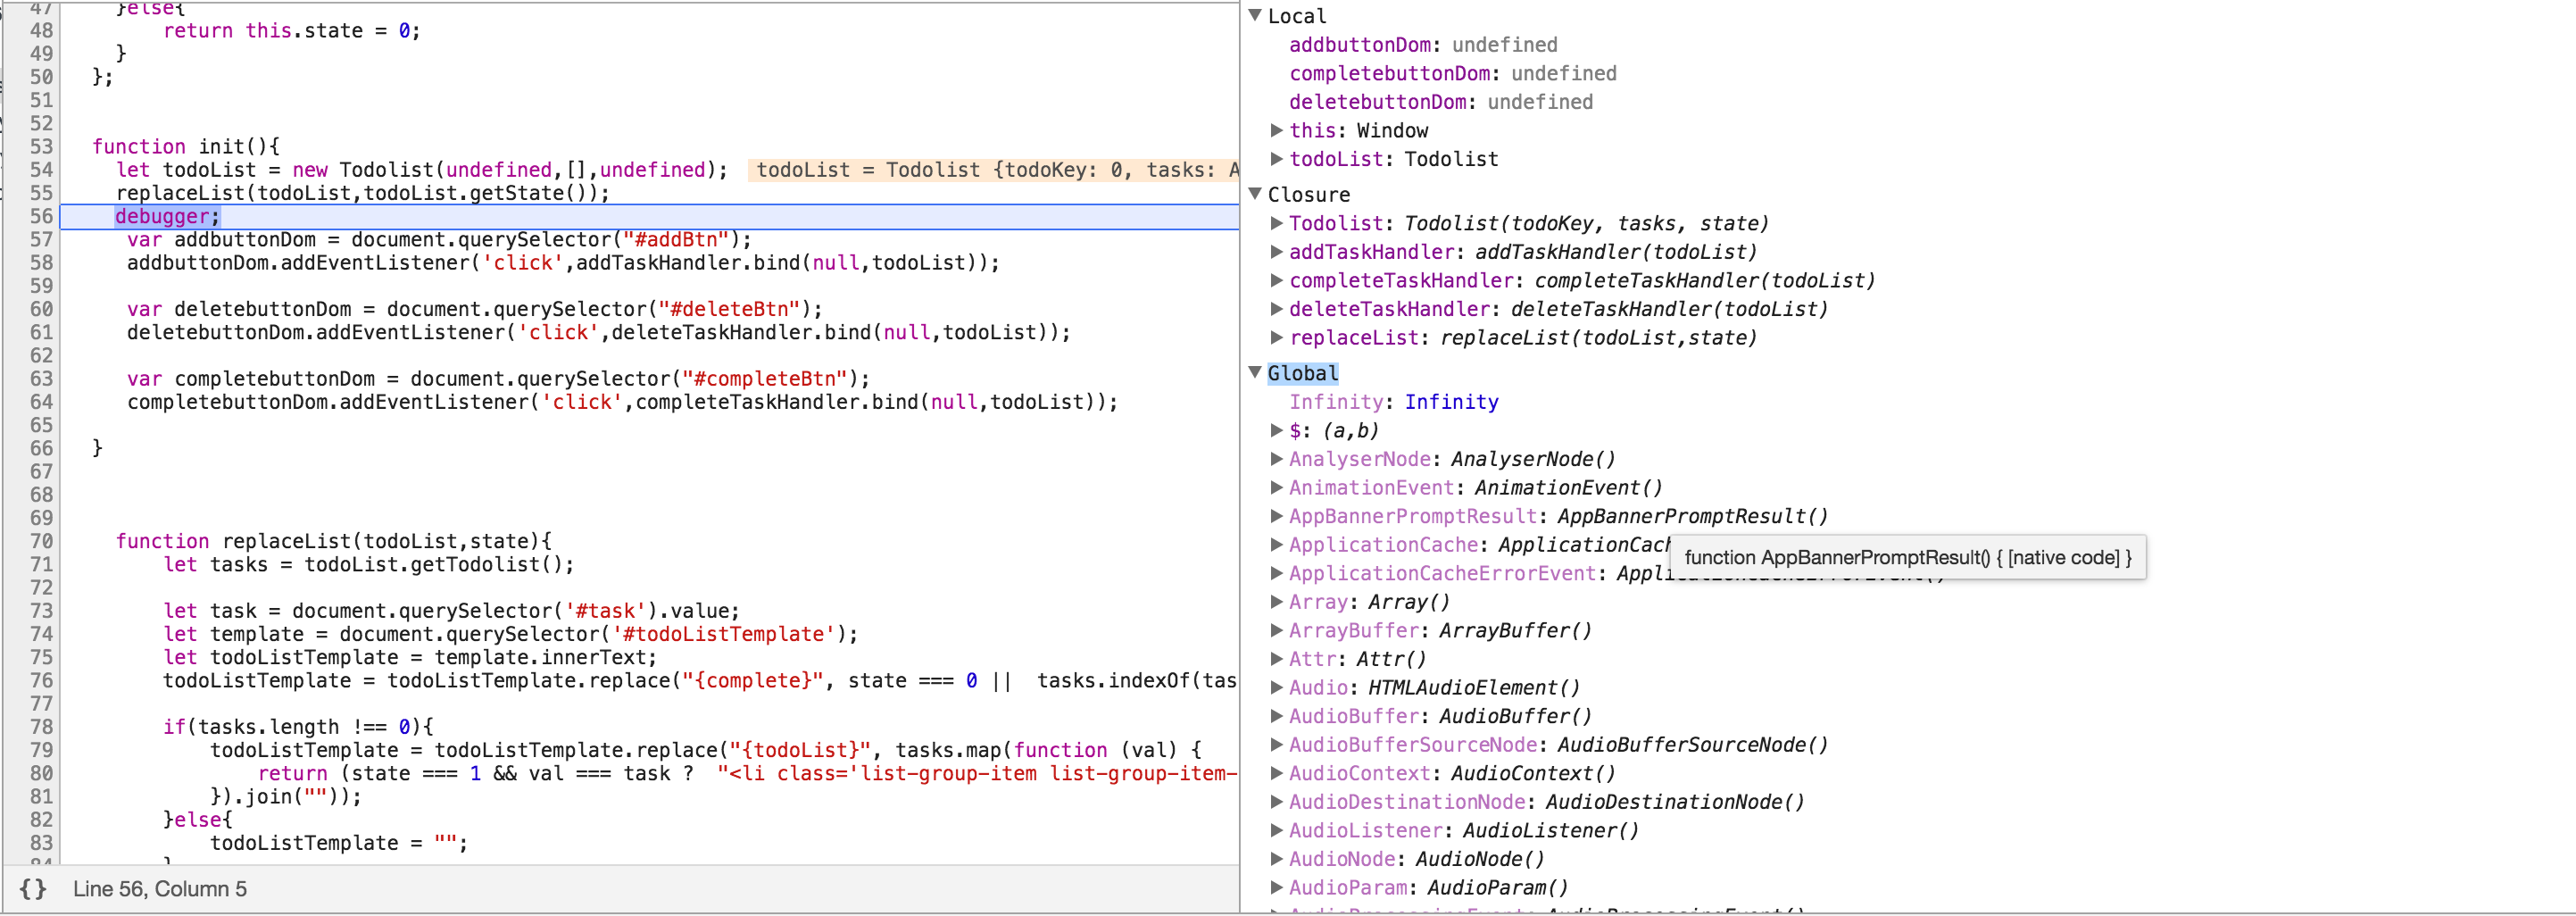 47 }else{
48 return this.state = 0;
49 }
50 };
51
52
53 function init(){
54 let todoList = new Todolist(undefined,[],undefined); todoList = Todolist {todoKey: 0, tasks: A
55 replaceList(todoList,todoList.getState());
56 debugger;
57 var addbuttonDom = document.querySelector("#addBtn");
58 addbuttonDom.addEventListener('click',addTaskHandler.bind(null,todoList));
59
60 var deletebuttonDom = document.querySelector("#deleteBtn");
61 deletebuttonDom.addEventListener('click',deleteTaskHandler.bind(null,todoList));
62
63 var completebuttonDom = document.querySelector("#completeBtn");
64 completebuttonDom.addEventListener('click',completeTaskHandler.bind(null,todoList));
65
66 }
67
68
69
70 function replaceList(todoList,state){
71 let tasks = todoList.getTodolist();
72
73 let task = document.querySelector('#task').value;
74 let template = document.querySelector('#todoListTemplate');
75 let todoListTemplate = template.innerText;
76 todoListTemplate = todoListTemplate.replace("{complete}", state === 0 || tasks.indexOf(tas
77
78 if(tasks.length !== 0){
79 todoListTemplate = todoListTemplate.replace("{todoList}", tasks.map(function (val) {
80 return (state === 1 && val === task ? "<li class='list-group-item list-group-item-
81 }).join(""));
82 }else{
83 todoListTemplate = "";
84 }
{} Line 56, Column 5
Local
addbuttonDom: undefined
completebuttonDom: undefined
deletebuttonDom: undefined
this: Window
todoList: Todolist
Closure
Todolist: Todolist(todoKey, tasks, state)
addTaskHandler: addTaskHandler(todoList)
completeTaskHandler: completeTaskHandler(todoList)
deleteTaskHandler: deleteTaskHandler(todoList)
replaceList: replaceList(todoList,state)
Global
Infinity: Infinity
$: (a,b)
AnalyserNode: AnalyserNode()
AnimationEvent: AnimationEvent()
AppBannerPromptResult: AppBannerPromptResult()
ApplicationCache: ApplicationCach
function AppBannerPromptResult() { [native code] }
ApplicationCacheErrorEvent: ApplicationCacheErrorEvent()
Array: Array()
ArrayBuffer: ArrayBuffer()
Attr: Attr()
Audio: HTMLAudioElement()
AudioBuffer: AudioBuffer()
AudioBufferSourceNode: AudioBufferSourceNode()
AudioContext: AudioContext()
AudioDestinationNode: AudioDestinationNode()
AudioListener: AudioListener()
AudioNode: AudioNode()
AudioParam: AudioParam()
AudioProcessingEvent: AudioProcessingEvent()